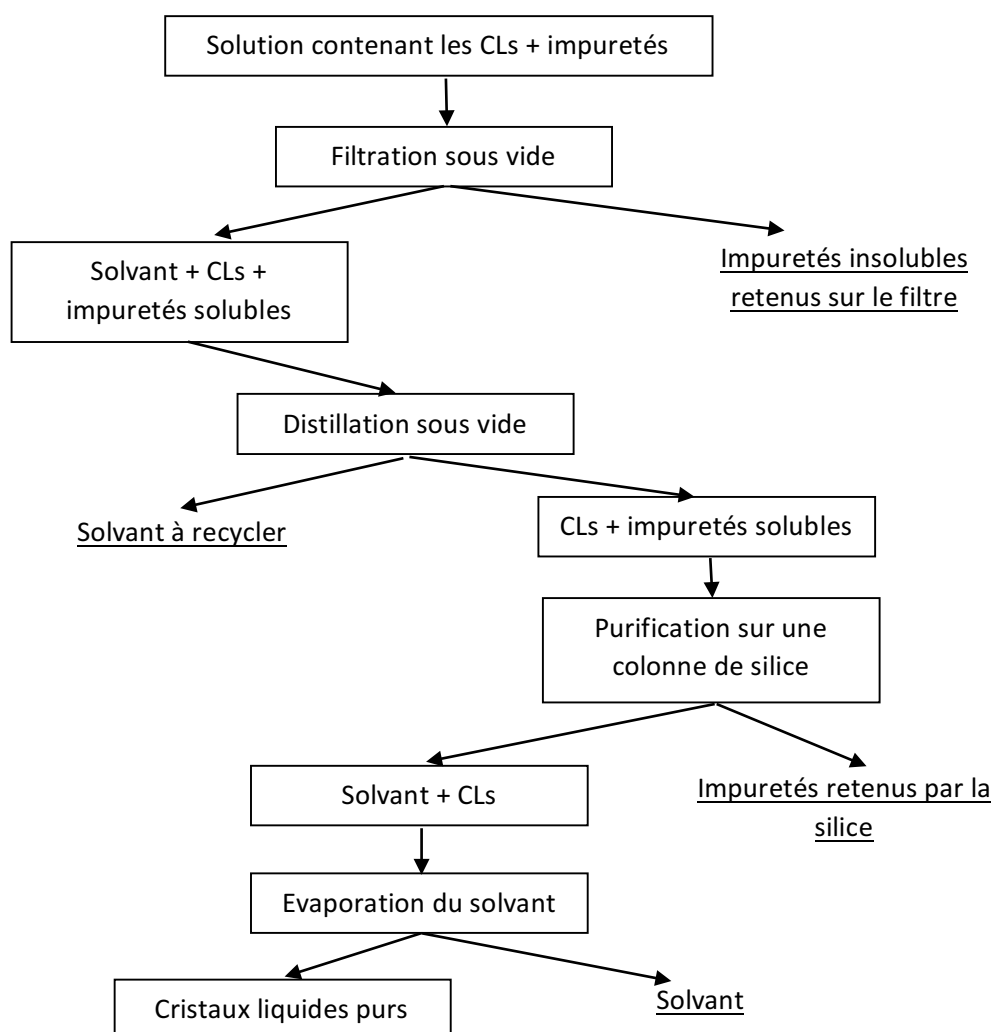 Solution contenant les CLs + impuretés
Filtration sous vide
Solvant + CLs +
impuretés solubles
Impuretés insolubles
retenus sur le filtre
Distillation sous vide
Solvant à recycler
CLs + impuretés solubles
Purification sur une
colonne de silice
Solvant + CLs
Impuretés retenus par la
silice
Evaporation du solvant
Cristaux liquides purs
Solvant